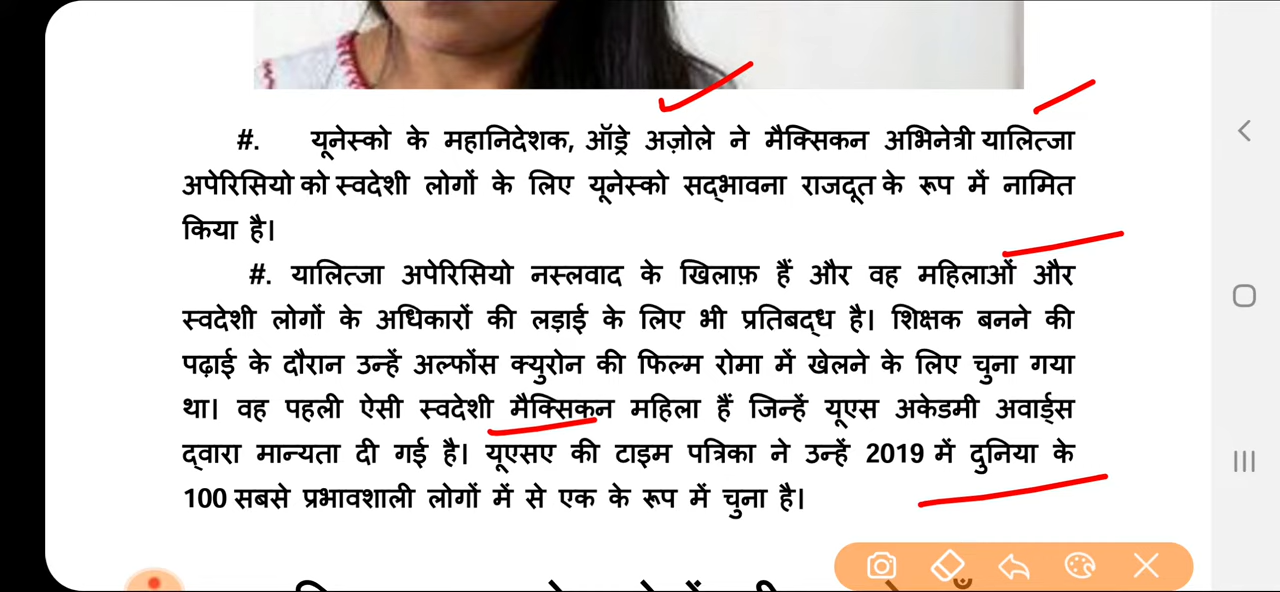 #. यूनेस्को के महानिदेशक, ऑड्रे अज़ोले ने मैक्सिकन अभिनेत्री यालित्जा
अपेरिसियो को स्वदेशी लोगों के लिए यूनेस्को सद्भावना राजदूत के रूप में नामित
किया है।
#. यालित्जा अपेरिसियो नस्लवाद के खिलाफ़ हैं और वह महिलाओं और
स्वदेशी लोगों के अधिकारों की लड़ाई के लिए भी प्रतिबद्ध है। शिक्षक बनने की
पढ़ाई के दौरान उन्हें अल्फोंस क्युरोन की फिल्म रोमा में खेलने के लिए चुना गया
था। वह पहली ऐसी स्वदेशी मैक्सिकन महिला हैं जिन्हें यूएस अकेडमी अवार्ड्स
द्वारा मान्यता दी गई है। यूएसए की टाइम पत्रिका ने उन्हें 2019 में दुनिया के
100 सबसे प्रभावशाली लोगों में से एक के रूप में चुना है।